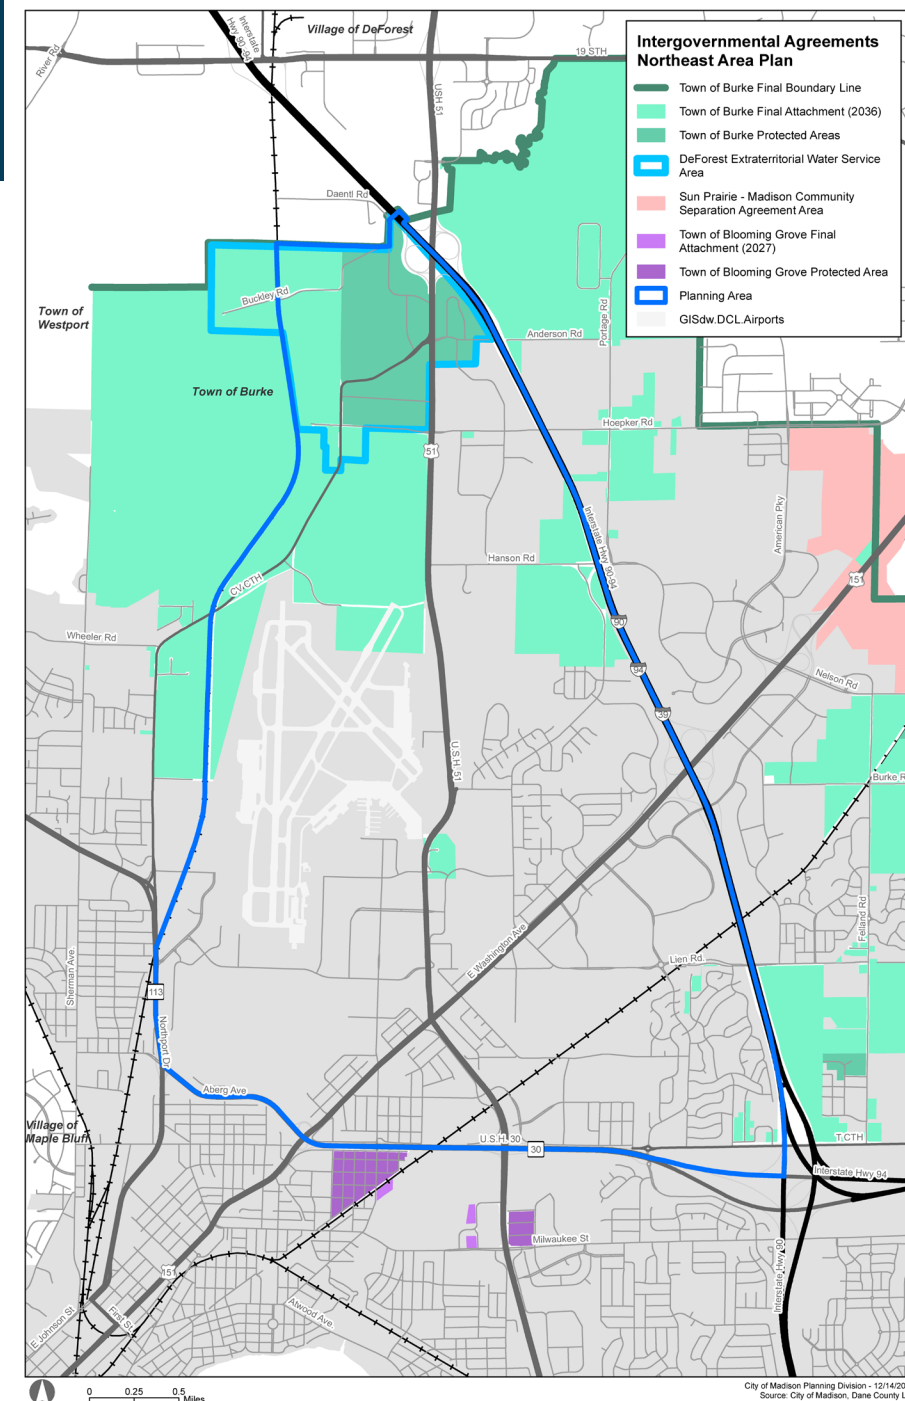 Village of DeForest
Interstate
Hwy 90-94
River Rd
19 STH
USH 51
Intergovernmental Agreements
Northeast Area Plan
Town of Burke Final Boundary Line
Town of Burke Final Attachment (2036)
Town of Burke Protected Areas
DeForest Extraterritorial Water Service
Area
Sun Prairie - Madison Community
Separation Agreement Area
Town of Blooming Grove Final
Attachment (2027)
Town of Blooming Grove Protected Area
Planning Area
GISdw.DCL.Airports
Daentl Rd
Buckley Rd
Portage Rd
Town of
Westport
Anderson Rd
Town of Burke
Hoepker Rd
51
American Pky
Interstate Hwy 90-94
Hanson Rd
CV CTH
151
90
Wheeler Rd
94
Nelson Rd
39
U.S.H. 51
Burke R
Felland Rd
E Washington Ave
Lien Rd.
Sherman Ave.
113
Northport Dr
Aberg Ave
Village of
Maple Bluff
U.S.H. 30
30
T CTH
Interstate Hwy 94
Milwaukee St
Interstate Hwy 90
151
Atwood Ave
First St
E Johnson St
0 0.25 0.5
Miles
City of Madison Planning Division - 12/14/20
Source: City of Madison, Dane County L